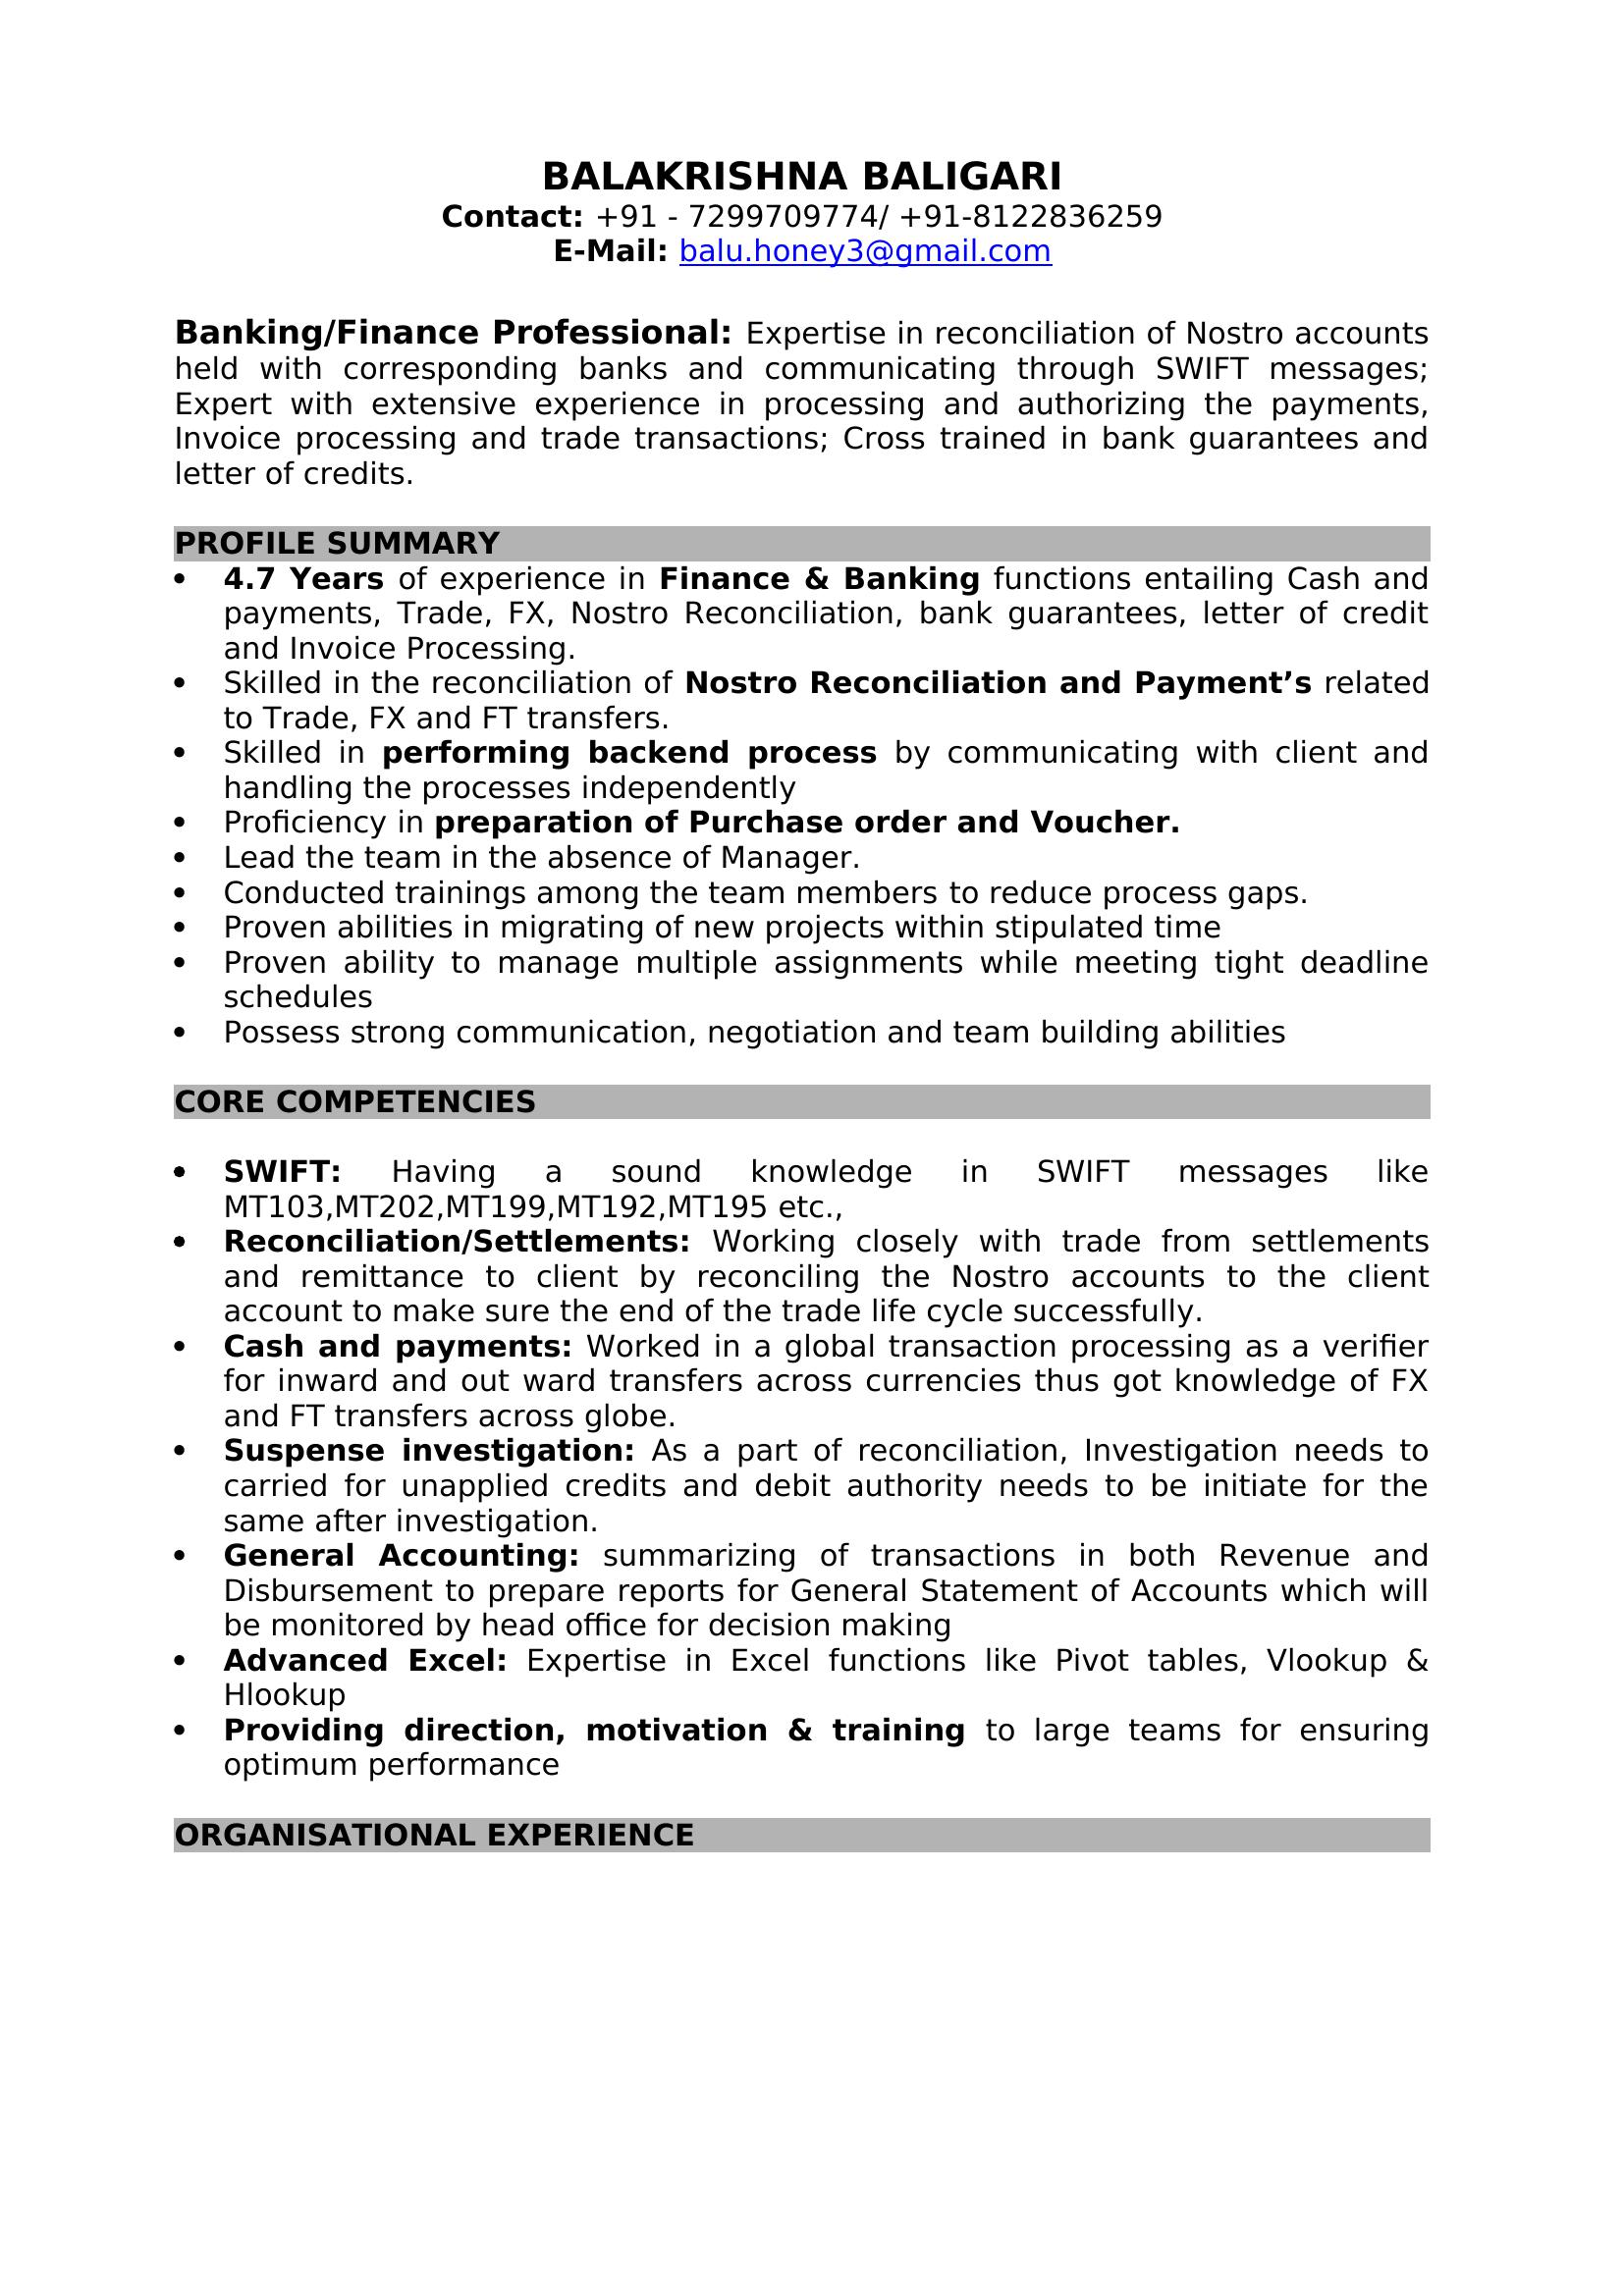 BALAKRISHNA BALIGARI
Contact: +91 - 7299709774/ +91-8122836259
E-Mail: balu.honey3@gmail.com
Banking/Finance Professional: Expertise in reconciliation of Nostro accounts
held with corresponding banks and communicating through SWIFT messages;
Expert with extensive experience in processing and authorizing the payments,
Invoice processing and trade transactions; Cross trained in bank guarantees and
letter of credits.
PROFILE SUMMARY
• 4.7 Years of experience in Finance & Banking functions entailing Cash and
payments, Trade, FX, Nostro Reconciliation, bank guarantees, letter of credit
and Invoice Processing.
• Skilled in the reconciliation of Nostro Reconciliation and Payment’s related
to Trade, FX and FT transfers.
• Skilled in performing backend process by communicating with client and
handling the processes independently
• Proficiency in preparation of Purchase order and Voucher.
• Lead the team in the absence of Manager.
• Conducted trainings among the team members to reduce process gaps.
• Proven abilities in migrating of new projects within stipulated time
• Proven ability to manage multiple assignments while meeting tight deadline
schedules
• Possess strong communication, negotiation and team building abilities
CORE COMPETENCIES
• SWIFT: Having a sound knowledge in SWIFT messages like
MT103,MT202,MT199,MT192,MT195 etc.,
• Reconciliation/Settlements: Working closely with trade from settlements
and remittance to client by reconciling the Nostro accounts to the client
account to make sure the end of the trade life cycle successfully.
• Cash and payments: Worked in a global transaction processing as a verifier
for inward and out ward transfers across currencies thus got knowledge of FX
and FT transfers across globe.
• Suspense investigation: As a part of reconciliation, Investigation needs to
carried for unapplied credits and debit authority needs to be initiate for the
same after investigation.
• General Accounting: summarizing of transactions in both Revenue and
Disbursement to prepare reports for General Statement of Accounts which will
be monitored by head office for decision making
• Advanced Excel: Expertise in Excel functions like Pivot tables, Vlookup &
Hlookup
• Providing direction, motivation & training to large teams for ensuring
optimum performance
ORGANISATIONAL EXPERIENCE